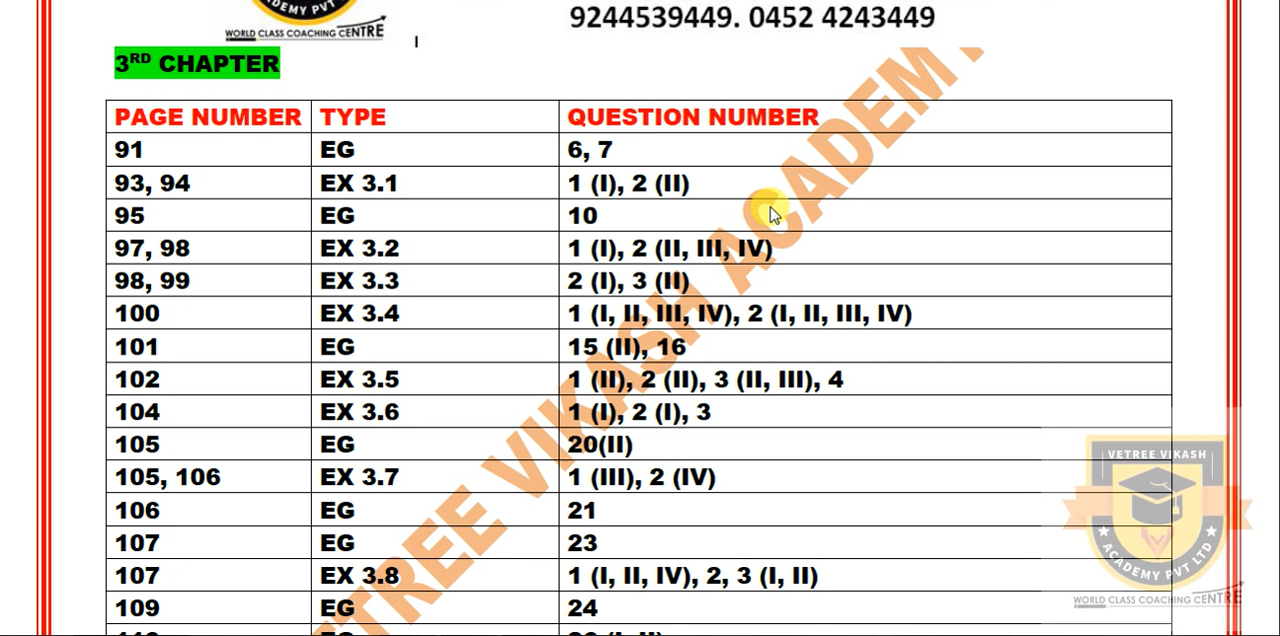 ADEMY PVT
WORLD CLASS COACHING CENTRE
9244539449. 0452 4243449
3RD CHAPTER
PAGE NUMBER TYPE QUESTION NUMBER
91 EG 6, 7
93, 94 EX 3.1 1 (I), 2 (II)
95 EG 10
97, 98 EX 3.2 1 (I), 2 (II, III, IV)
98, 99 EX 3.3 2 (I), 3 (II)
100 EX 3.4 1 (I, II, III, IV), 2 (I, II, III, IV)
101 EG 15 (II), 16
102 EX 3.5 1 (II), 2 (II), 3 (II, III), 4
104 EX 3.6 1 (I), 2 (I), 3
105 EG 20(II)
105, 106 EX 3.7 1 (III), 2 (IV)
106 EG 21
107 EG 23
107 EX 3.8 1 (I, II, IV), 2, 3 (I, II)
109 EG 24
TREE VIKASH ACADEMY
VETREE VIKASH
ACADEMY PVT LTD
WORLD CLASS COACHING CENTRE